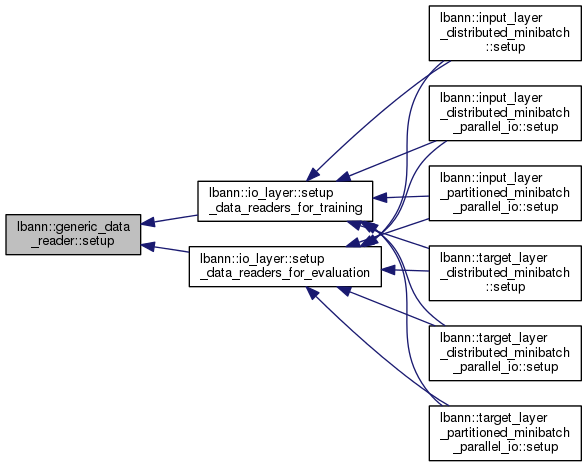 lbann::generic_data
_reader::setup
lbann::io_layer::setup
_data_readers_for_training
lbann::io_layer::setup
_data_readers_for_evaluation
lbann::input_layer
_distributed_minibatch
::setup
lbann::input_layer
_distributed_minibatch
_parallel_io::setup
lbann::input_layer
_partitioned_minibatch
_parallel_io::setup
lbann::target_layer
_distributed_minibatch
::setup
lbann::target_layer
_distributed_minibatch
_parallel_io::setup
lbann::target_layer
_partitioned_minibatch
_parallel_io::setup